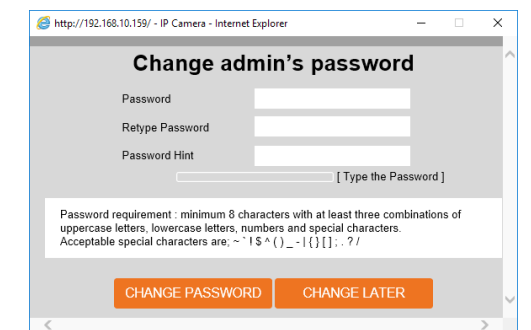 http://192.168.10.159/ - IP Camera - Internet Explorer
Change admin's password
Password
Retype Password
Password Hint
[ Type the Password ]
Password requirement : minimum 8 characters with at least three combinations of
uppercase letters, lowercase letters, numbers and special characters.
Acceptable special characters are; ~ ` ! $ ^ ( ) _ - | { } [ ] ; . ? /
CHANGE PASSWORD CHANGE LATER